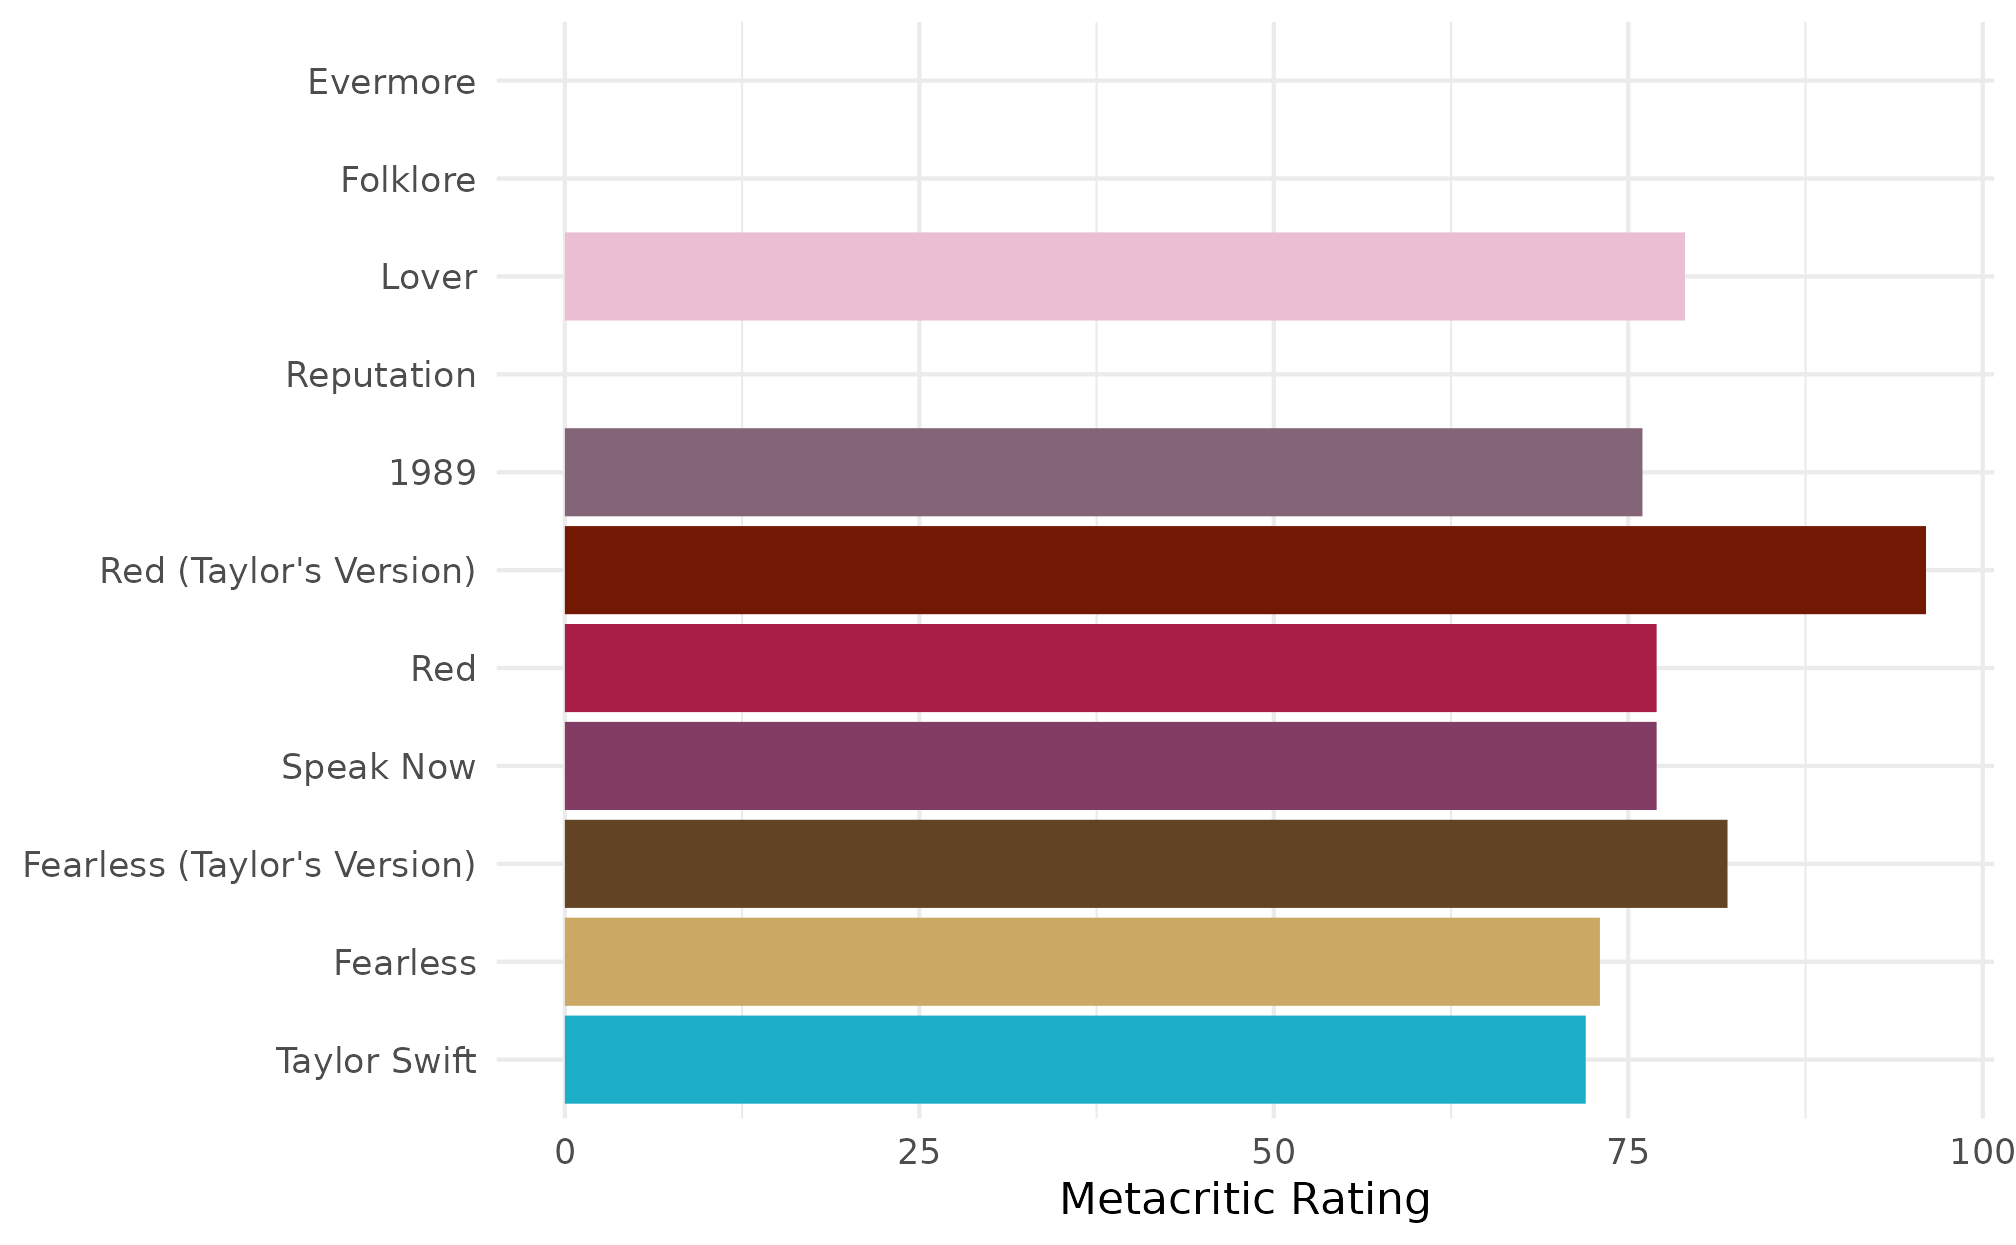 Evermore
Folklore
Lover
Reputation
1989
Red (Taylor's Version)
Red
Speak Now
Fearless (Taylor's Version)
Fearless
Taylor Swift
0 25 50 75 100
Metacritic Rating